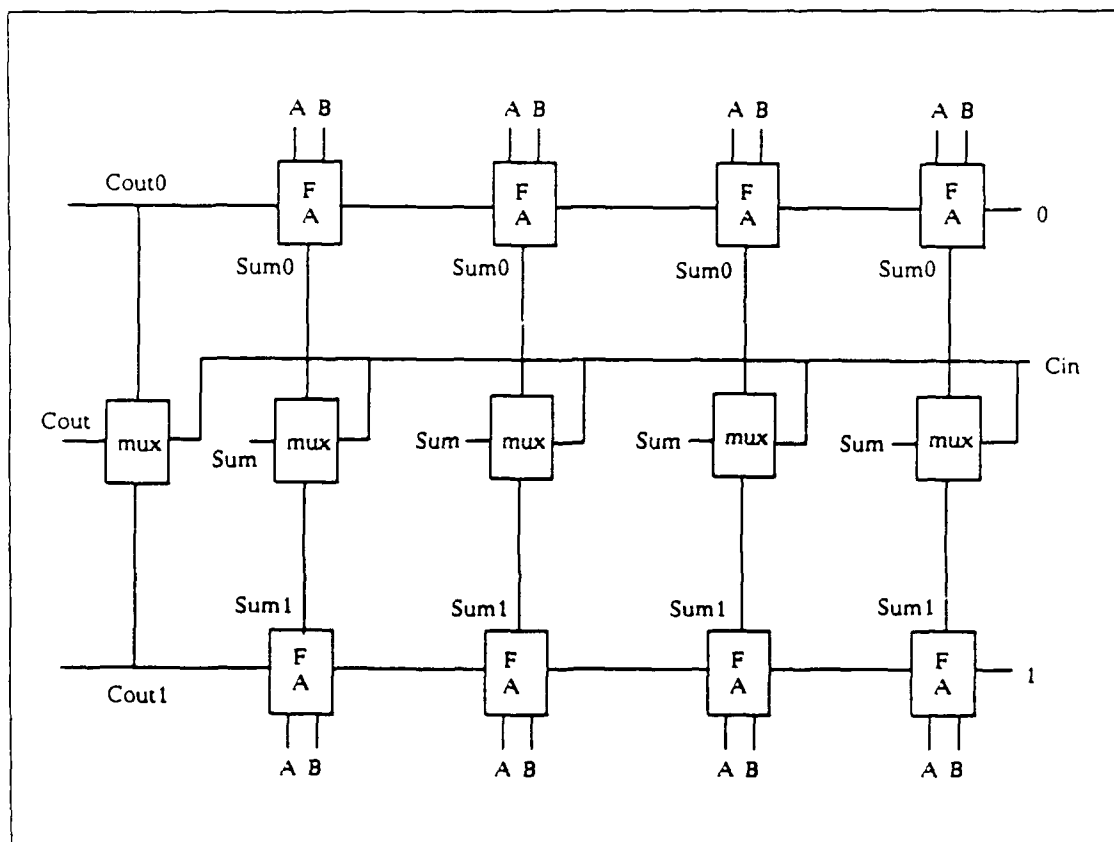 A B A B A B A B
Cout0
F A F A F A F A
0
Sum0 Sum0 Sum0 Sum0
Cin
Cout
mux mux mux mux mux
Sum Sum Sum Sum
Sum1 Sum1 Sum1 Sum1
F A F A F A F A
1
Cout1
A B A B A B A B